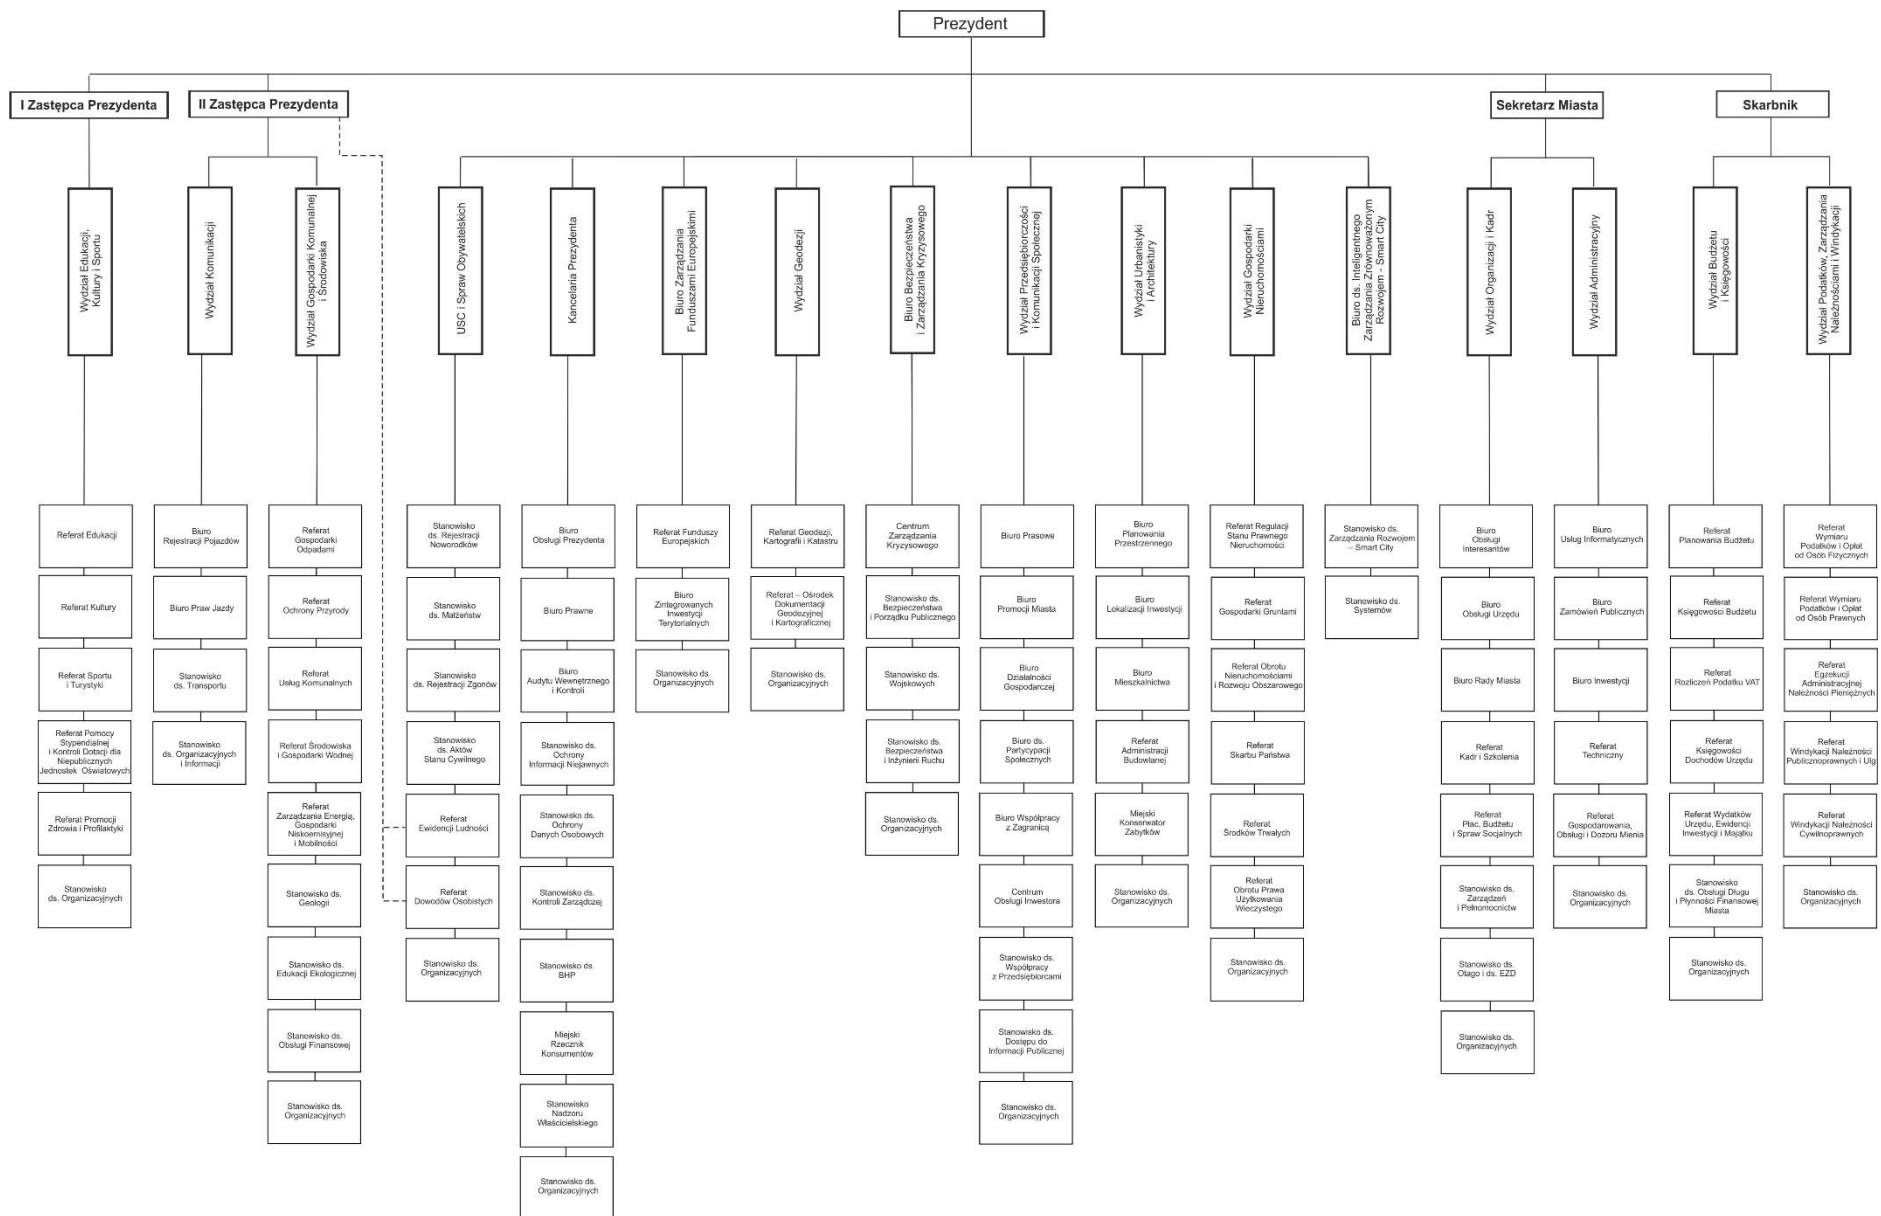 Prezydent
I Zastępca Prezydenta
II Zastępca Prezydenta
Sekretarz Miasta
Skarbnik
Wydział Edukacji,
Kultury i Sportu
Wydział Komunikacji
Wydział Gospodarki Komunalnej
i Środowiska
USC i Spraw Obywatelskich
Kancelaria Prezydenta
Biuro Zarządzania
Funduszami Europejskimi
Wydział Geodezji
Biuro Bezpieczeństwa
i Zarządzania Kryzysowego
Wydział Przedsiębiorczości
i Komunikacji Społecznej
Wydział Urbanistyki
i Architektury
Wydział Gospodarki
Nieruchomościami
Biuro ds. Inteligentnego
Zarządzania Zrównoważonym
Rozwojem - Smart City
Wydział Organizacji i Kadr
Wydział Administracyjny
Wydział Budżetu
i Księgowości
Wydział Podatków, Zarządzania
Należnościami i Windykacji
Referat Edukacji
Referat Kultury
Referat Sportu
i Turystyki
Referat Pomocy
Stypendialnej
i Kontroli Dotacji dla
Niepublicznych
Jednostek Oświatowych
Referat Promocji
Zdrowia i Profilaktyki
Stanowisko
ds. Organizacyjnych
Biuro
Rejestracji Pojazdów
Biuro Praw Jazdy
Stanowisko
ds. Transportu
Stanowisko
ds. Organizacyjnych
i Informacji
Referat
Gospodarki
Odpadami
Referat
Ochrony Przyrody
Referat
Usług Komunalnych
Referat Środowiska
i Gospodarki Wodnej
Referat
Zarządzania Energią,
Gospodarki
Niskoemisyjnej
i Mobilności
Stanowisko ds.
Geologii
Stanowisko ds.
Edukacji Ekologicznej
Stanowisko ds.
Obsługi Finansowej
Stanowisko ds.
Organizacyjnych
Stanowisko
ds. Rejestracji
Noworodków
Stanowisko
ds. Małżeństw
Stanowisko
ds. Rejestracji Zgonów
Stanowisko
ds. Aktów
Stanu Cywilnego
Referat
Ewidencji Ludności
Referat
Dowodów Osobistych
Stanowisko ds.
Organizacyjnych
Biuro
Obsługi Prezydenta
Biuro Prawne
Biuro
Audytu Wewnętrznego
i Kontroli
Stanowisko ds.
Ochrony
Informacji Niejawnych
Stanowisko ds.
Ochrony
Danych Osobowych
Stanowisko ds.
Kontroli Zarządczej
Stanowisko ds.
BHP
Miejski
Rzecznik
Konsumentów
Stanowisko
Nadzoru
Właścicielskiego
Stanowisko ds.
Organizacyjnych
Referat Funduszy
Europejskich
Biuro
Zintegrowanych
Inwestycji
Terytorialnych
Stanowisko ds.
Organizacyjnych
Referat Geodezji,
Kartografii i Katastru
Referat – Ośrodek
Dokumentacji
Geodezyjnej
i Kartograficznej
Stanowisko ds.
Organizacyjnych
Centrum
Zarządzania
Kryzysowego
Stanowisko ds.
Bezpieczeństwa
i Porządku Publicznego
Stanowisko ds.
Wojskowych
Stanowisko ds.
Bezpieczeństwa
i Inżynierii Ruchu
Stanowisko ds.
Organizacyjnych
Biuro Prasowe
Biuro
Promocji Miasta
Biuro
Działalności
Gospodarczej
Biuro ds.
Partycypacji
Społecznych
Biuro Współpracy
z Zagranicą
Centrum
Obsługi Inwestora
Stanowisko ds.
Współpracy
z Przedsiębiorcami
Stanowisko ds.
Dostępu do
Informacji Publicznej
Stanowisko ds.
Organizacyjnych
Biuro
Planowania
Przestrzennego
Biuro
Lokalizacji Inwestycji
Biuro
Mieszkalnictwa
Referat
Administracji
Budowlanej
Miejski
Konserwator
Zabytków
Stanowisko ds.
Organizacyjnych
Referat Regulacji
Stanu Prawnego
Nieruchomości
Referat
Gospodarki Gruntami
Referat Obrotu
Nieruchomościami
i Rozwoju Obszarowego
Referat
Skarbu Państwa
Referat
Środków Trwałych
Referat
Obrotu Prawa
Użytkowania
Wieczystego
Stanowisko ds.
Organizacyjnych
Stanowisko ds.
Zarządzania Rozwojem
– Smart City
Stanowisko ds.
Systemów
Biuro
Obsługi
Interesantów
Biuro
Obsługi Urzędu
Biuro Rady Miasta
Referat
Kadr i Szkolenia
Referat
Płac, Budżetu
i Spraw Socjalnych
Stanowisko ds.
Zarządzeń
i Pełnomocnictw
Stanowisko ds.
Otago i ds. EZD
Stanowisko ds.
Organizacyjnych
Biuro
Usług Informatycznych
Biuro
Zamówień Publicznych
Biuro Inwestycji
Referat
Techniczny
Referat
Gospodarowania,
Obsługi i Dozoru Mienia
Stanowisko ds.
Organizacyjnych
Referat
Planowania Budżetu
Referat
Księgowości Budżetu
Referat
Rozliczeń Podatku VAT
Referat
Księgowości
Dochodów Urzędu
Referat Wydatków
Urzędu, Ewidencji
Inwestycji i Majątku
Stanowisko
ds. Obsługi Długu
i Płynności Finansowej
Miasta
Stanowisko ds.
Organizacyjnych
Referat
Wymiaru
Podatków i Opłat
od Osób Fizycznych
Referat Wymiaru
Podatków i Opłat
od Osób Prawnych
Referat
Egzekucji
Administracyjnej
Należności Pieniężnych
Referat
Windykacji Należności
Publicznoprawnych i Ulg
Referat
Windykacji Należności
Cywilnoprawnych
Stanowisko ds.
Organizacyjnych